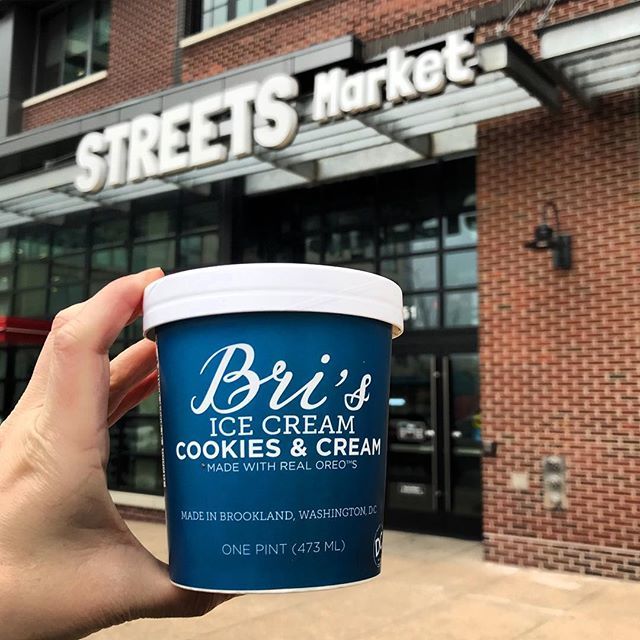 STREETS Market
Bri's
ICE CREAM
COOKIES & CREAM
*MADE WITH REAL OREO™'S
MADE IN BROOKLAND, WASHINGTON, DC
ONE PINT (473 ML)